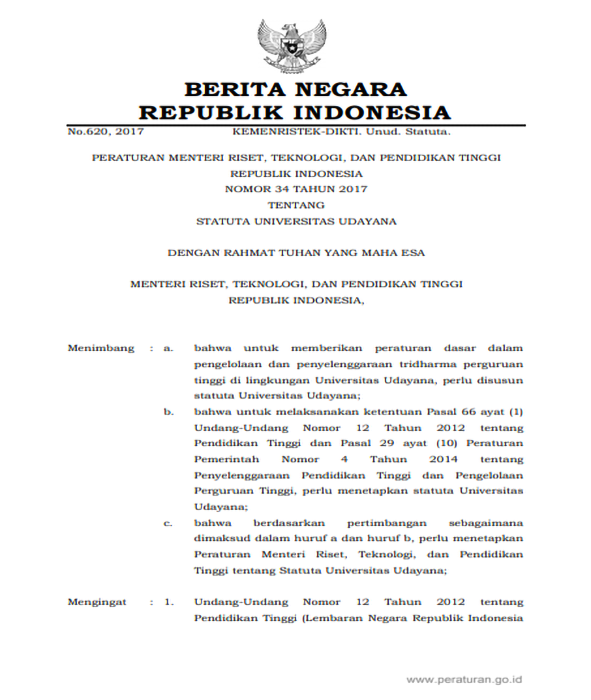 BERITA NEGARA
REPUBLIK INDONESIA
No.620, 2017 KEMENRISTEK-DIKTI. Unud. Statuta.
PERATURAN MENTERI RISET, TEKNOLOGI, DAN PENDIDIKAN TINGGI
REPUBLIK INDONESIA
NOMOR 34 TAHUN 2017
TENTANG
STATUTA UNIVERSITAS UDAYANA
DENGAN RAHMAT TUHAN YANG MAHA ESA
MENTERI RISET, TEKNOLOGI, DAN PENDIDIKAN TINGGI
REPUBLIK INDONESIA,
Menimbang : a. bahwa untuk memberikan peraturan dasar dalam
pengelolaan dan penyelenggaraan tridharma perguruan
tinggi di lingkungan Universitas Udayana, perlu disusun
statuta Universitas Udayana;
b. bahwa untuk melaksanakan ketentuan Pasal 66 ayat (1)
Undang-Undang Nomor 12 Tahun 2012 tentang
Pendidikan Tinggi dan Pasal 29 ayat (10) Peraturan
Pemerintah Nomor 4 Tahun 2014 tentang
Penyelenggaraan Pendidikan Tinggi dan Pengelolaan
Perguruan Tinggi, perlu menetapkan statuta Universitas
Udayana;
c. bahwa berdasarkan pertimbangan sebagaimana
dimaksud dalam huruf a dan huruf b, perlu menetapkan
Peraturan Menteri Riset, Teknologi, dan Pendidikan
Tinggi tentang Statuta Universitas Udayana;
Mengingat : 1. Undang-Undang Nomor 12 Tahun 2012 tentang
Pendidikan Tinggi (Lembaran Negara Republik Indonesia
www.peraturan.go.id